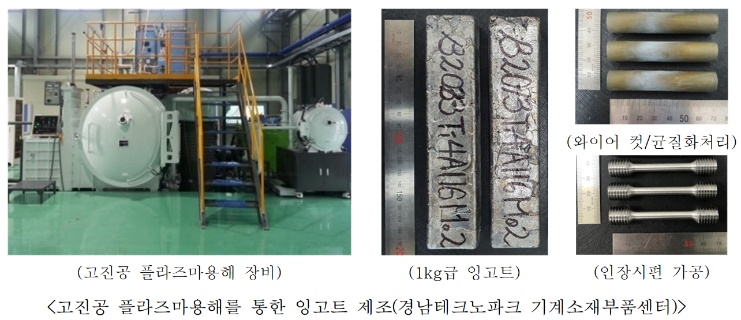 B20B3Ti4Al16Mo2
B20B3Ti4Al16Mo2
(고진공 플라즈마용해 장비)
(1kg급 잉고트)
(와이어 컷/균질화처리)
(인장시편 가공)
<고진공 플라즈마용해를 통한 잉고트 제조(경남테크노파크 기계소재부품센터)>